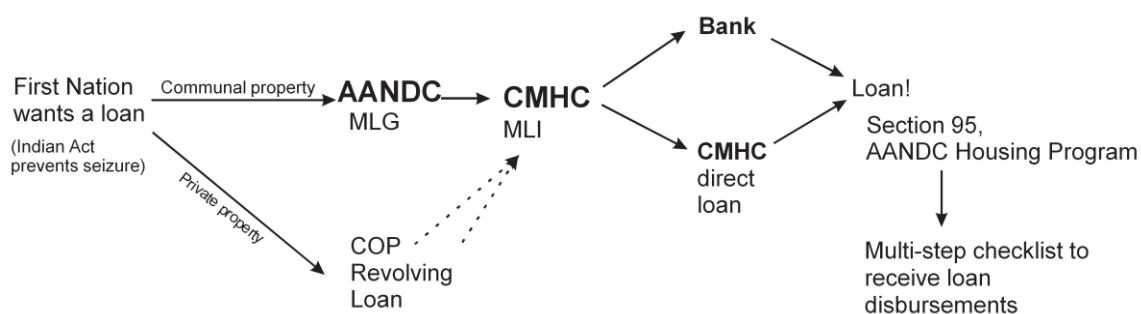 First Nation
wants a loan
(Indian Act
prevents seizure)
Communal property
Private property
AANDC
MLG
COP
Revolving
Loan
CMHC
MLI
Bank
CMHC
direct
loan
Loan!
Section 95,
AANDC Housing Program
Multi-step checklist to
receive loan
disbursements